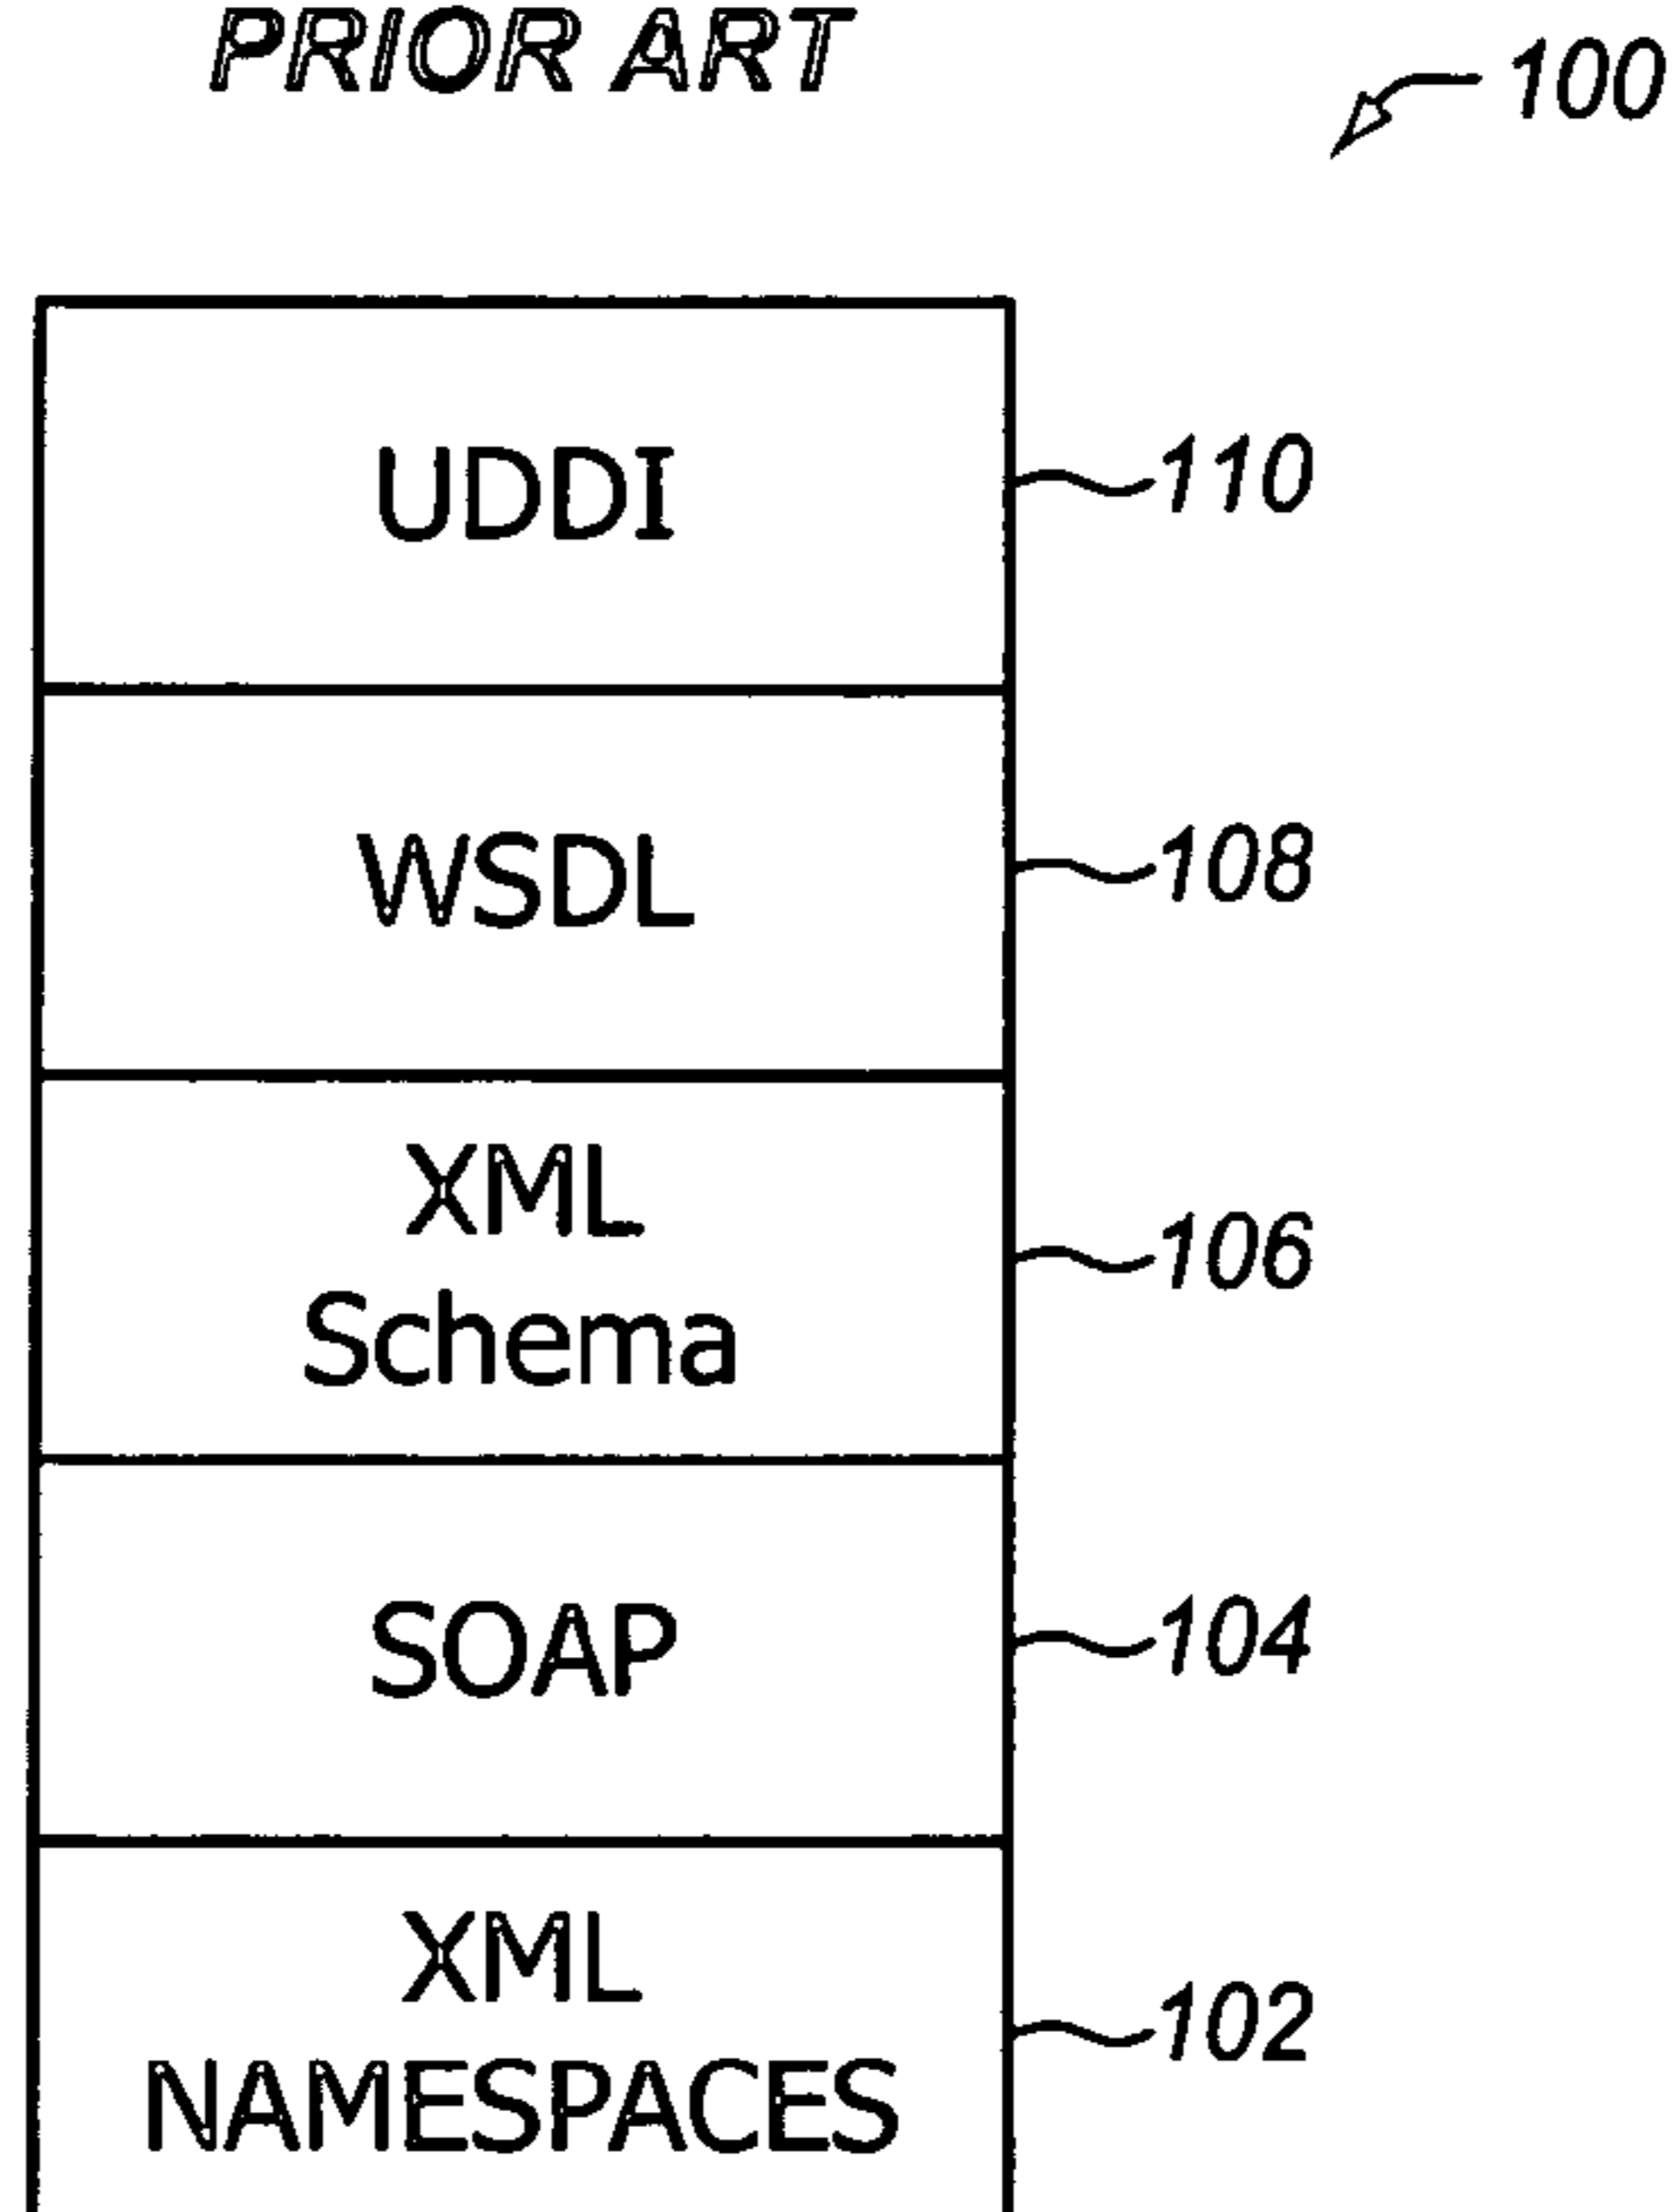 PRIOR ART
100
UDDI
110
WSDL
108
XML
Schema
106
SOAP
104
XML
NAMESPACES
102